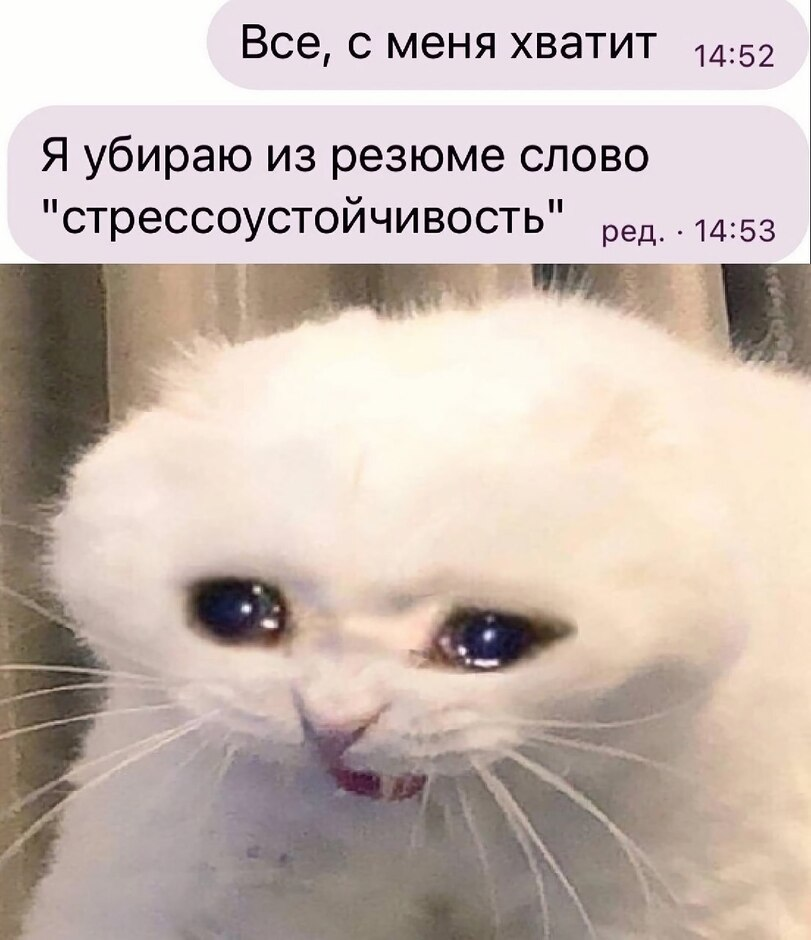 Все, с меня хватит 14:52
Я убираю из резюме слово
"стрессоустойчивость" ред. · 14:53